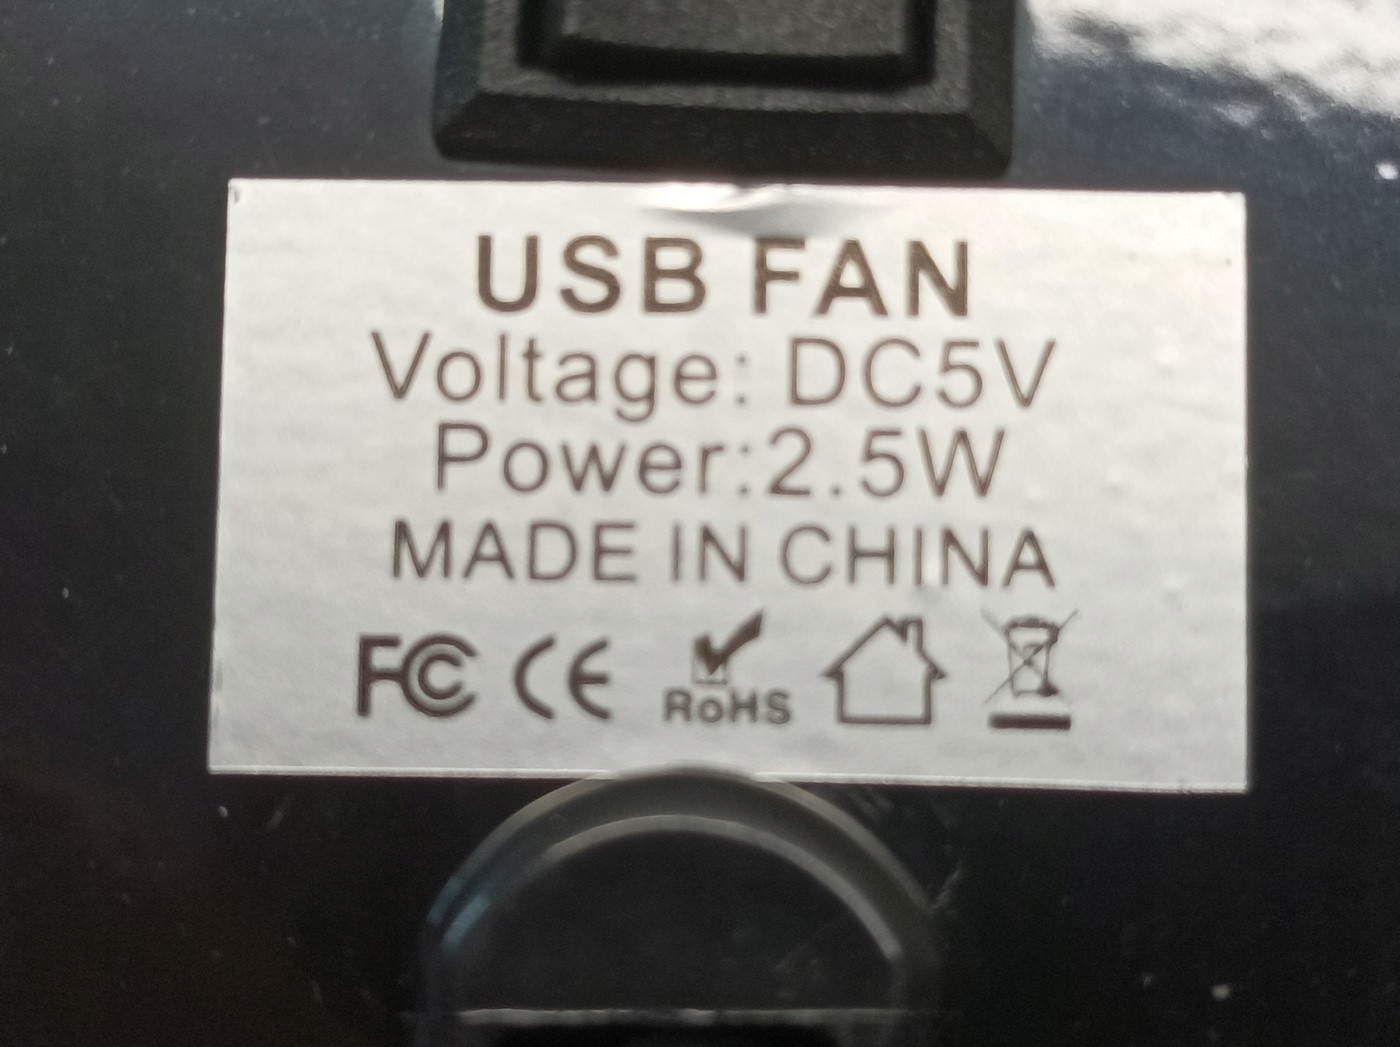 USB FAN
Voltage: DC5V
Power:2.5W
MADE IN CHINA
FC CE RoHS